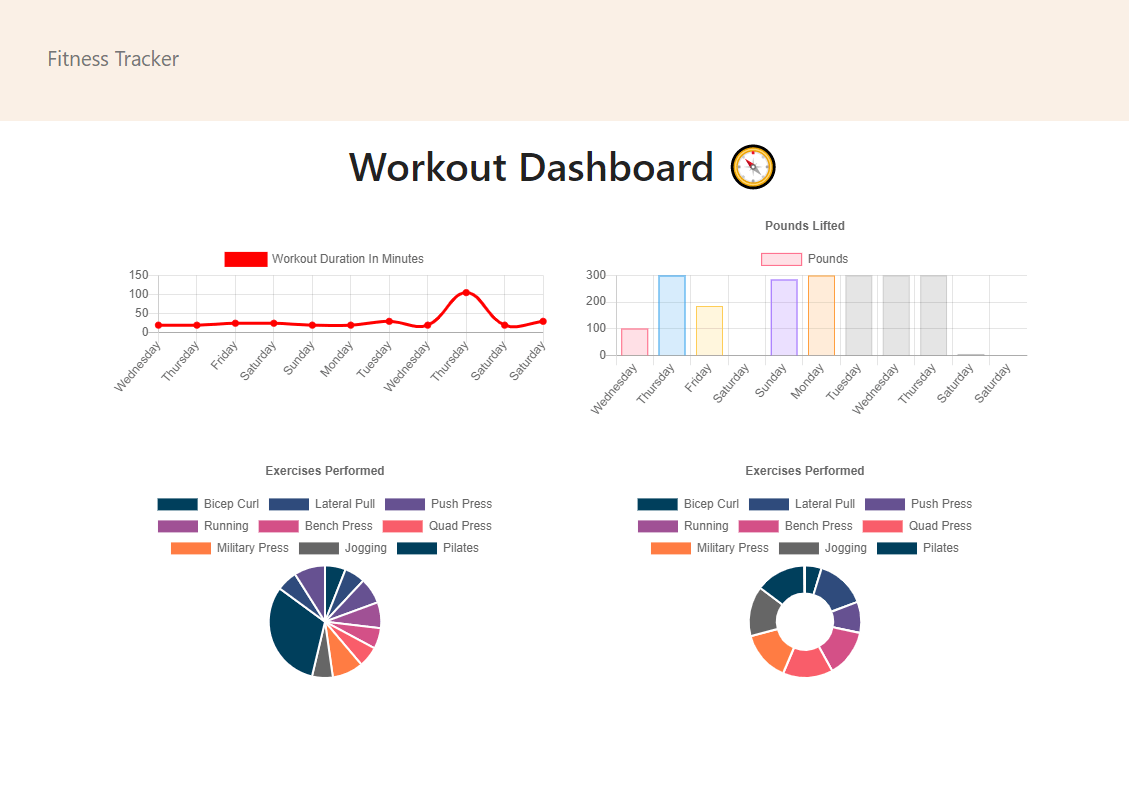 Fitness Tracker
Workout Dashboard
Workout Duration In Minutes
150
100
50
0
Wednesday
Thursday
Friday
Saturday
Sunday
Monday
Tuesday
Wednesday
Thursday
Saturday
Saturday
Pounds Lifted
Pounds
300
200
100
0
Wednesday
Thursday
Friday
Saturday
Sunday
Monday
Tuesday
Wednesday
Thursday
Saturday
Saturday
Exercises Performed
Bicep Curl Lateral Pull Push Press
Running Bench Press Quad Press
Military Press Jogging Pilates
Exercises Performed
Bicep Curl Lateral Pull Push Press
Running Bench Press Quad Press
Military Press Jogging Pilates